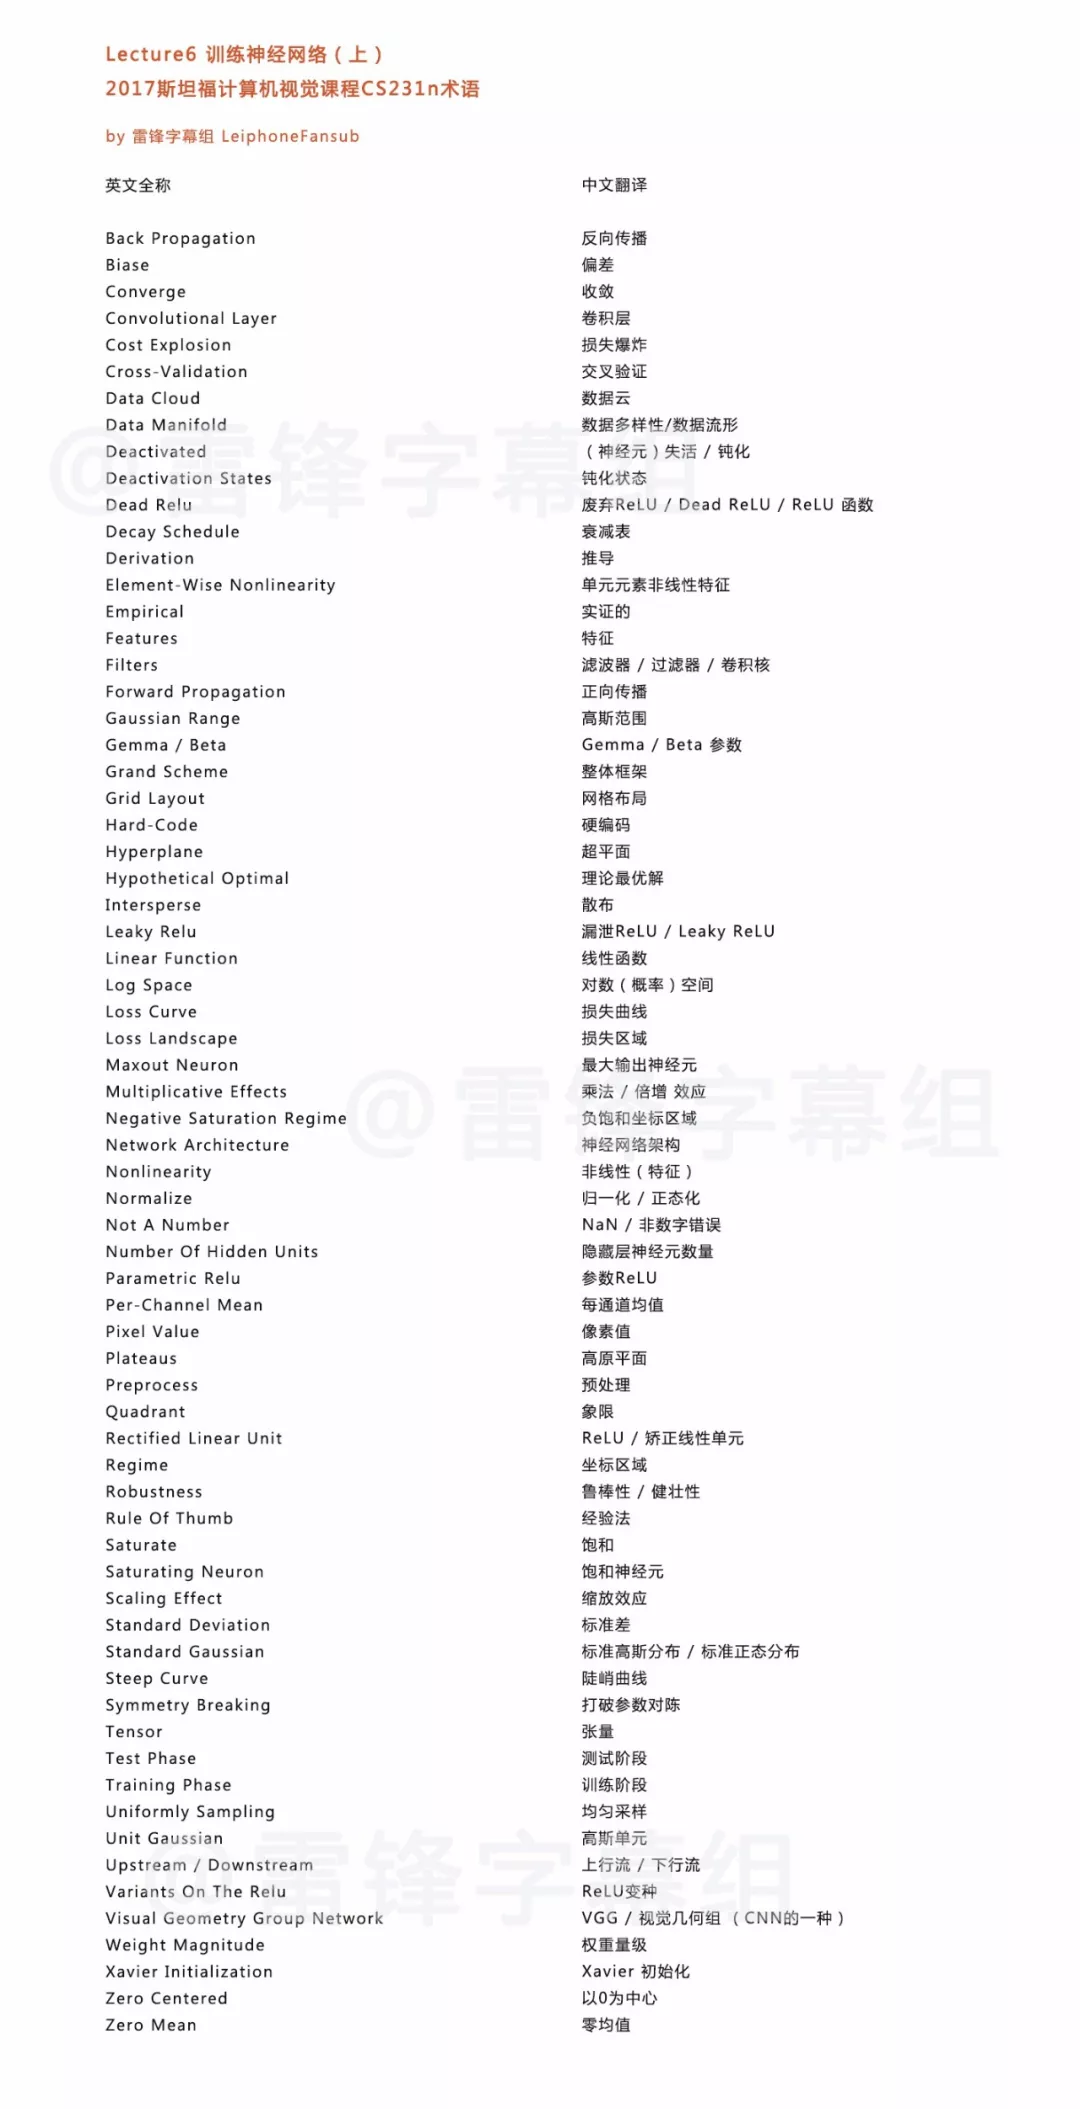 Lecture6 训练神经网络（上）
2017斯坦福计算机视觉课程CS231n术语
by 雷锋字幕组 LeiphoneFansub
英文全称 中文翻译
Back Propagation 反向传播
Biase 偏差
Converge 收敛
Convolutional Layer 卷积层
Cost Explosion 损失爆炸
Cross-Validation 交叉验证
Data Cloud 数据云
Data Manifold 数据多样性/数据流形
Deactivated （神经元）失活 / 钝化
Deactivation States 钝化状态
Dead Relu 废弃ReLU / Dead ReLU / ReLU 函数
Decay Schedule 衰减表
Derivation 推导
Element-Wise Nonlinearity 单元元素非线性特征
Empirical 实证的
Features 特征
Filters 滤波器 / 过滤器 / 卷积核
Forward Propagation 正向传播
Gaussian Range 高斯范围
Gemma / Beta Gemma / Beta 参数
Grand Scheme 整体框架
Grid Layout 网格布局
Hard-Code 硬编码
Hyperplane 超平面
Hypothetical Optimal 理论最优解
Intersperse 散布
Leaky Relu 漏泄ReLU / Leaky ReLU
Linear Function 线性函数
Log Space 对数（概率）空间
Loss Curve 损失曲线
Loss Landscape 损失区域
Maxout Neuron 最大输出神经元
Multiplicative Effects 乘法 / 倍增 效应
Negative Saturation Regime 负饱和坐标区域
Network Architecture 神经网络架构
Nonlinearity 非线性（特征）
Normalize 归一化 / 正态化
Not A Number NaN / 非数字错误
Number Of Hidden Units 隐藏层神经元数量
Parametric Relu 参数ReLU
Per-Channel Mean 每通道均值
Pixel Value 像素值
Plateaus 高原平面
Preprocess 预处理
Quadrant 象限
Rectified Linear Unit ReLU / 矫正线性单元
Regime 坐标区域
Robustness 鲁棒性 / 健壮性
Rule Of Thumb 经验法
Saturate 饱和
Saturating Neuron 饱和神经元
Scaling Effect 缩放效应
Standard Deviation 标准差
Standard Gaussian 标准高斯分布 / 标准正态分布
Steep Curve 陡峭曲线
Symmetry Breaking 打破参数对陈
Tensor 张量
Test Phase 测试阶段
Training Phase 训练阶段
Uniformly Sampling 均匀采样
Unit Gaussian 高斯单元
Upstream / Downstream 上行流 / 下行流
Variants On The Relu ReLU变种
Visual Geometry Group Network VGG / 视觉几何组 （CNN的一种）
Weight Magnitude 权重量级
Xavier Initialization Xavier 初始化
Zero Centered 以0为中心
Zero Mean 零均值
@雷锋字幕组
@雷锋字幕组
@雷锋字幕组